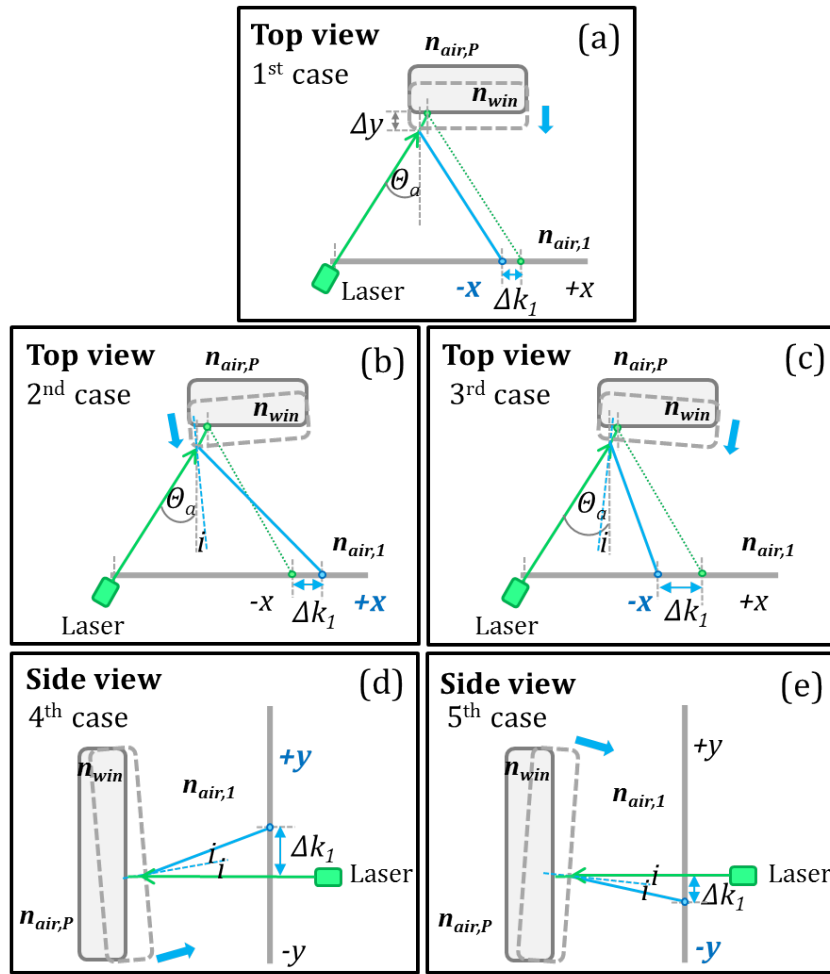 Top view
(a)
1st case
n_air,P
n_win
Δy
Θ_a
n_air,1
Laser
-x
Δk_1
+x
Top view
(b)
2nd case
n_air,P
n_win
Θ_a
i
n_air,1
-x
Δk_1
+x
Laser
Top view
(c)
3rd case
n_air,P
n_win
Θ_a
i
n_air,1
-x
Δk_1
+x
Laser
Side view
(d)
4th case
n_win
+y
n_air,1
i
i
Δk_1
Laser
n_air,P
-y
Side view
(e)
5th case
n_win
+y
n_air,1
i
i
Laser
Δk_1
n_air,P
-y